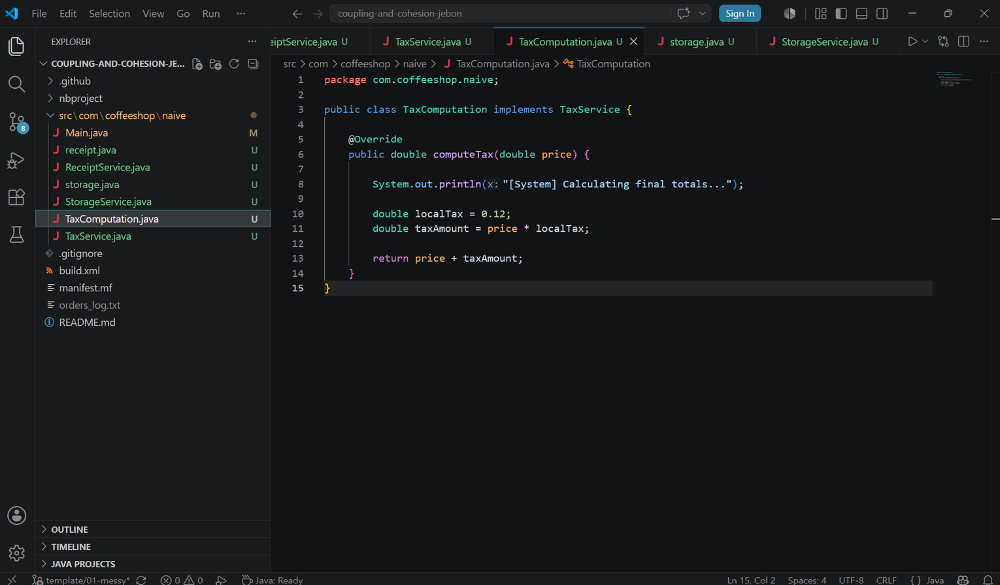 File Edit Selection View Go Run ··· coupling-and-cohesion-jebon Sign In
EXPLORER
COUPLING-AND-COHESION-JE...
.github
nbproject
src\com\coffeeshop\naive
Main.java M
receipt.java U
ReceiptService.java U
storage.java U
StorageService.java U
TaxComputation.java U
TaxService.java U
.gitignore
build.xml
manifest.mf
orders_log.txt
README.md
OUTLINE
TIMELINE
JAVA PROJECTS
8
eiptService.java U TaxService.java U TaxComputation.java U storage.java U StorageService.java U
src > com > coffeeshop > naive > TaxComputation.java > TaxComputation
1 package com.coffeeshop.naive;
2
3 public class TaxComputation implements TaxService {
4
5 @Override
6 public double computeTax(double price) {
7
8 System.out.println(x: "[System] Calculating final totals...");
9
10 double localTax = 0.12;
11 double taxAmount = price * localTax;
12
13 return price + taxAmount;
14 }
15 }
template/01-messy* 0 0 Java: Ready Ln 15, Col 2 Spaces: 4 UTF-8 CRLF { } Java